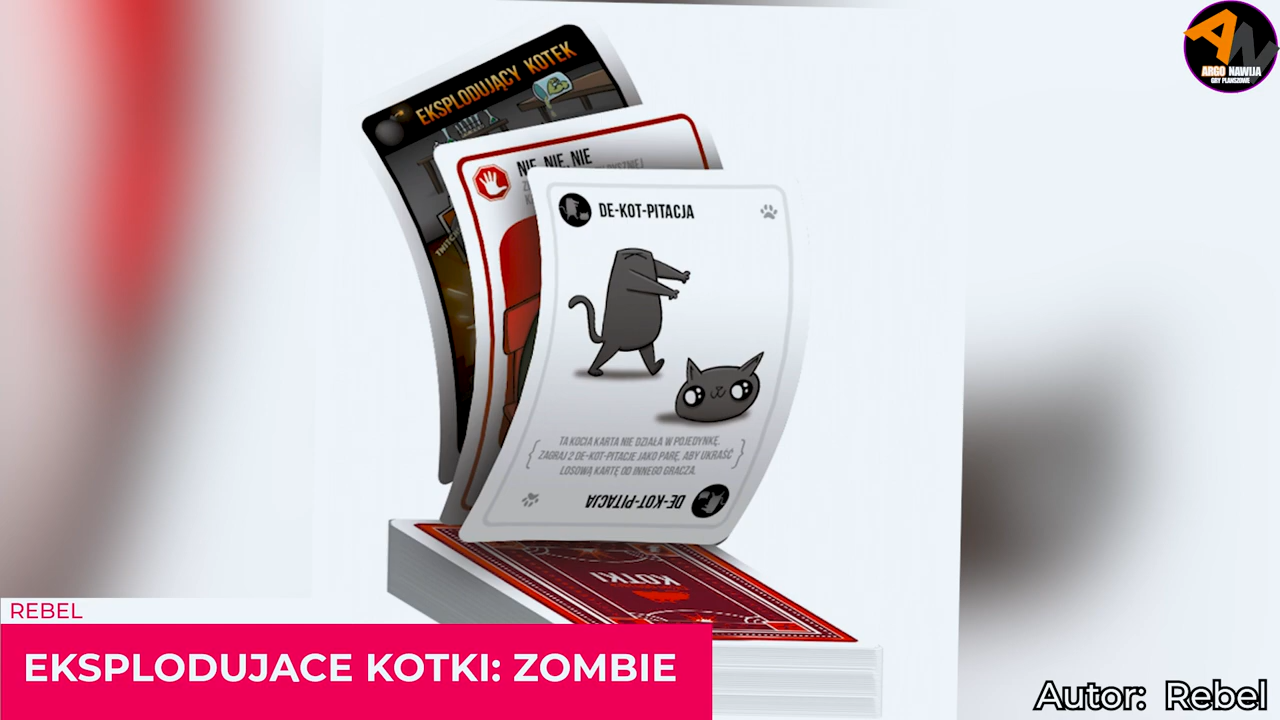 ARGO NAWIJA
GRY PLANSZOWE
EKSPLODUJĄCY KOTEK
NIE, NIE, NIE
DE-KOT-PITACJA
TA KOCIA KARTA NIE DZIAŁA W POJEDYNKĘ.
ZAGRAJ 2 DE-KOT-PITACJE JAKO PARĘ, ABY UKRAŚĆ
LOSOWĄ KARTĘ OD INNEGO GRACZA.
DE-KOT-PITACJA
KOTKI
REBEL
EKSPLODUJACE KOTKI: ZOMBIE
Autor: Rebel